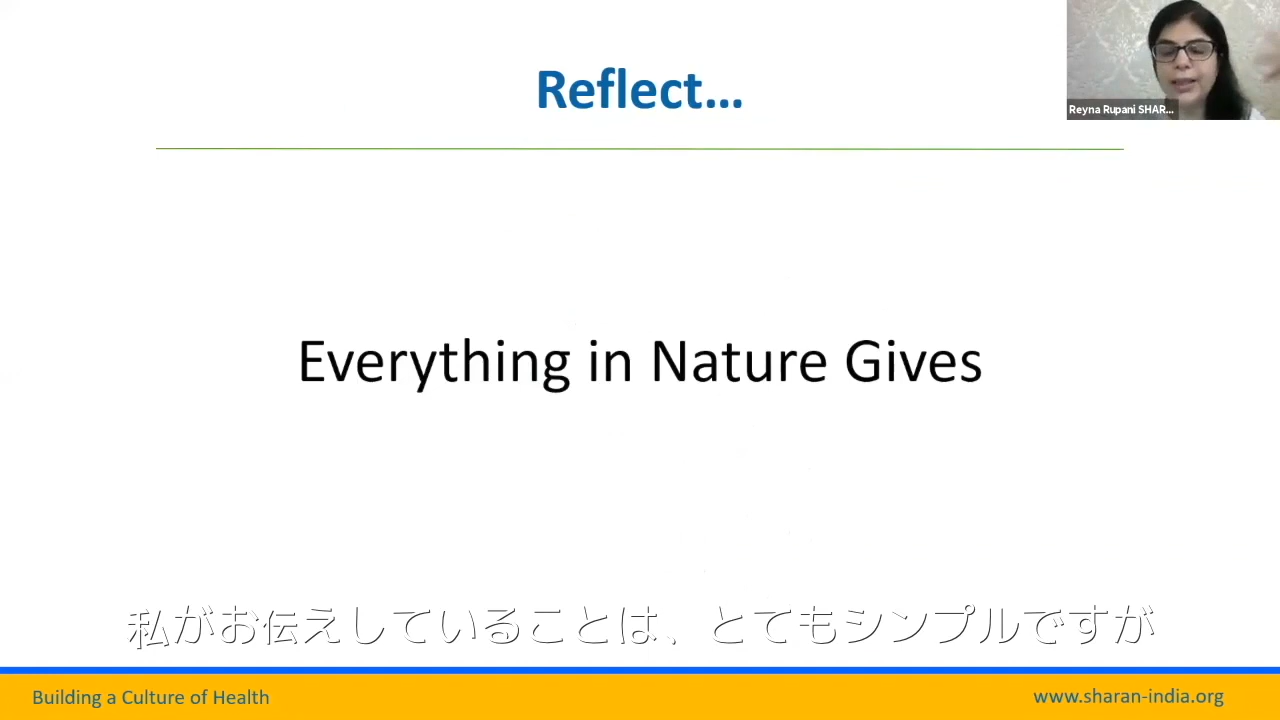 Reflect...
Reyna Rupani SHAR...
Everything in Nature Gives
私がお伝えしていることは、とてもシンプルですが
Building a Culture of Health
www.sharan-india.org